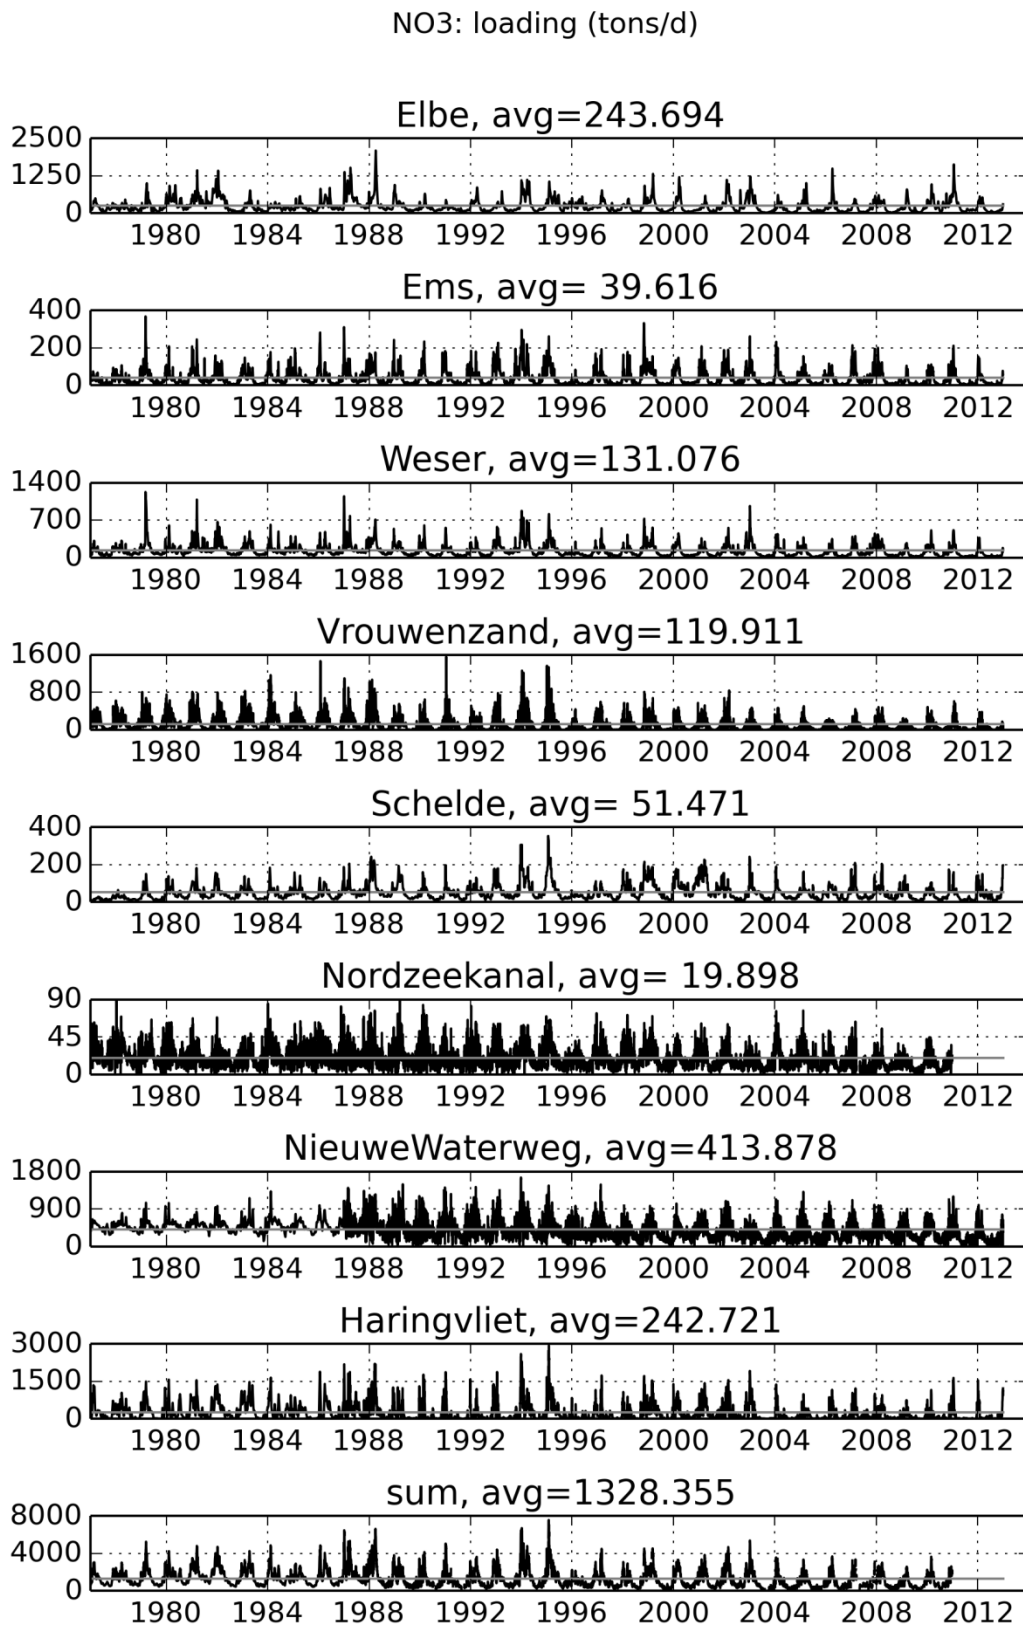 NO3: loading (tons/d)
Elbe, avg=243.694
2500
1250
0
1980 1984 1988 1992 1996 2000 2004 2008 2012
Ems, avg= 39.616
400
200
0
1980 1984 1988 1992 1996 2000 2004 2008 2012
Weser, avg=131.076
1400
700
0
1980 1984 1988 1992 1996 2000 2004 2008 2012
Vrouwenzand, avg=119.911
1600
800
0
1980 1984 1988 1992 1996 2000 2004 2008 2012
Schelde, avg= 51.471
400
200
0
1980 1984 1988 1992 1996 2000 2004 2008 2012
Nordzeekanal, avg= 19.898
90
45
0
1980 1984 1988 1992 1996 2000 2004 2008 2012
NieuweWaterweg, avg=413.878
1800
900
0
1980 1984 1988 1992 1996 2000 2004 2008 2012
Haringvliet, avg=242.721
3000
1500
0
1980 1984 1988 1992 1996 2000 2004 2008 2012
sum, avg=1328.355
8000
4000
0
1980 1984 1988 1992 1996 2000 2004 2008 2012